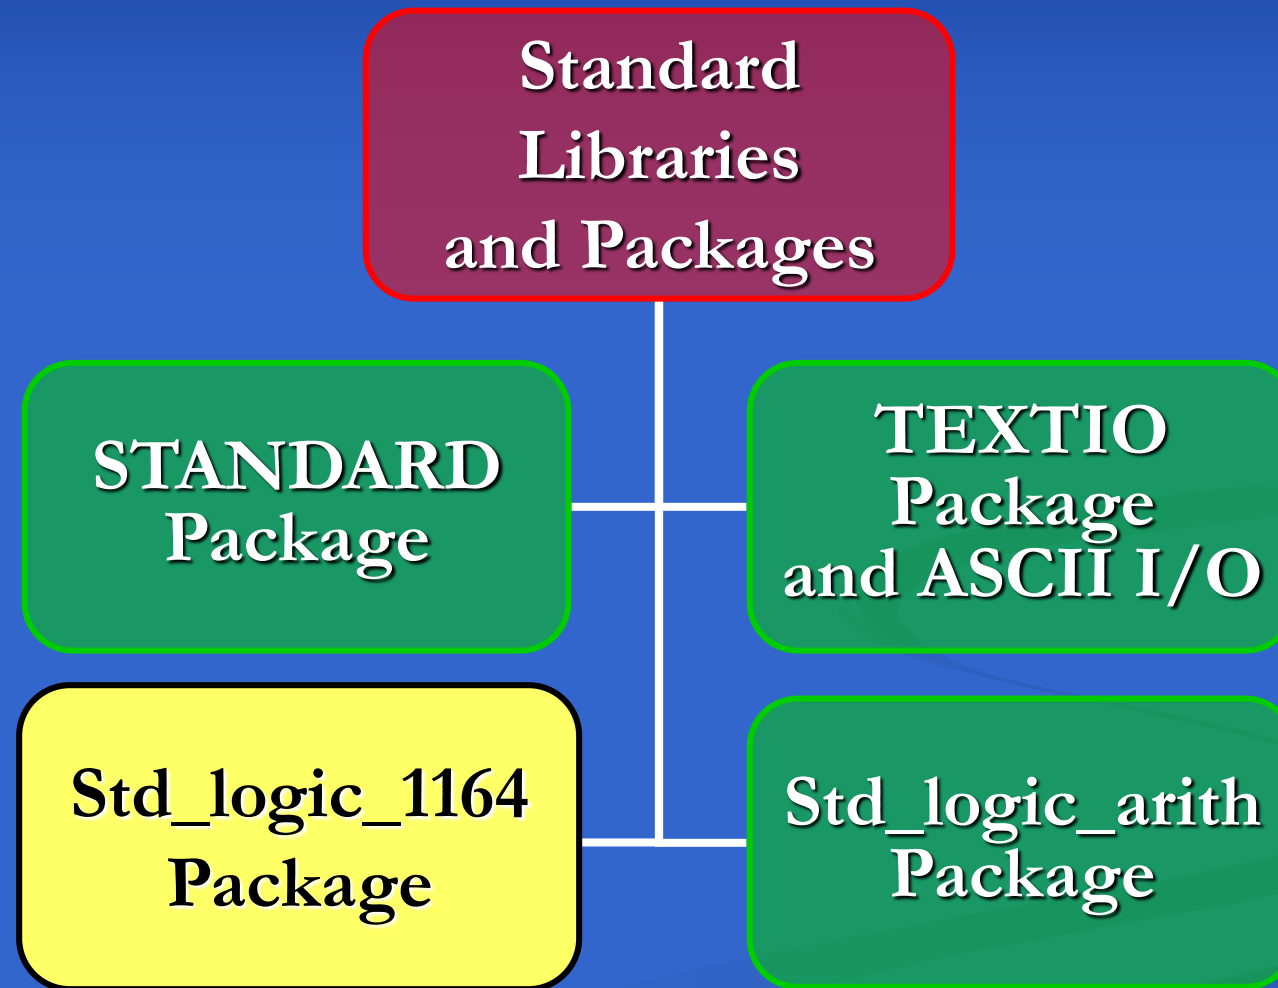 Standard
Libraries
and Packages
STANDARD
Package
TEXTIO
Package
and ASCII I/O
Std_logic_1164
Package
Std_logic_arith
Package